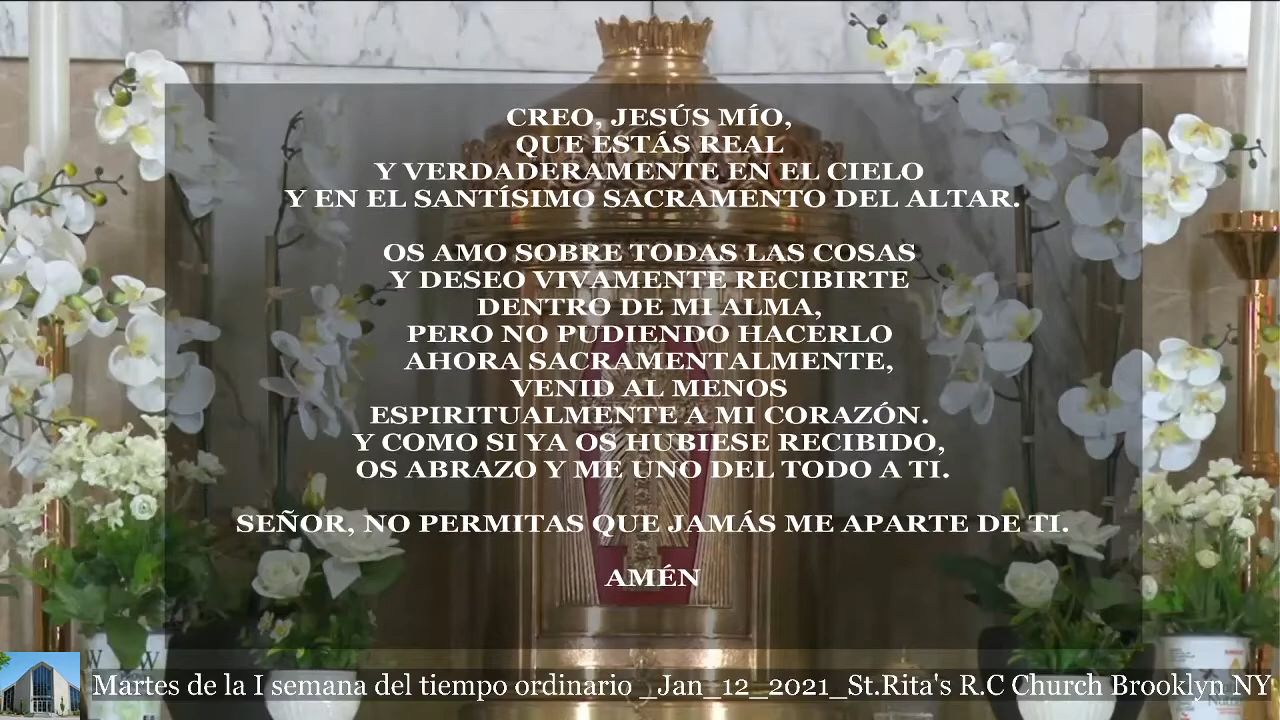 CREO, JESÚS MÍO,
QUE ESTÁS REAL
Y VERDADERAMENTE EN EL CIELO
Y EN EL SANTÍSIMO SACRAMENTO DEL ALTAR.
OS AMO SOBRE TODAS LAS COSAS
Y DESEO VIVAMENTE RECIBIRTE
DENTRO DE MI ALMA,
PERO NO PUDIENDO HACERLO
AHORA SACRAMENTALMENTE,
VENID AL MENOS
ESPIRITUALMENTE A MI CORAZÓN.
Y COMO SI YA OS HUBIESE RECIBIDO,
OS ABRAZO Y ME UNO DEL TODO A TI.
SEÑOR, NO PERMITAS QUE JAMÁS ME APARTE DE TI.
AMÉN
Martes de la I semana del tiempo ordinario _Jan_12_2021_St.Rita's R.C Church Brooklyn NY